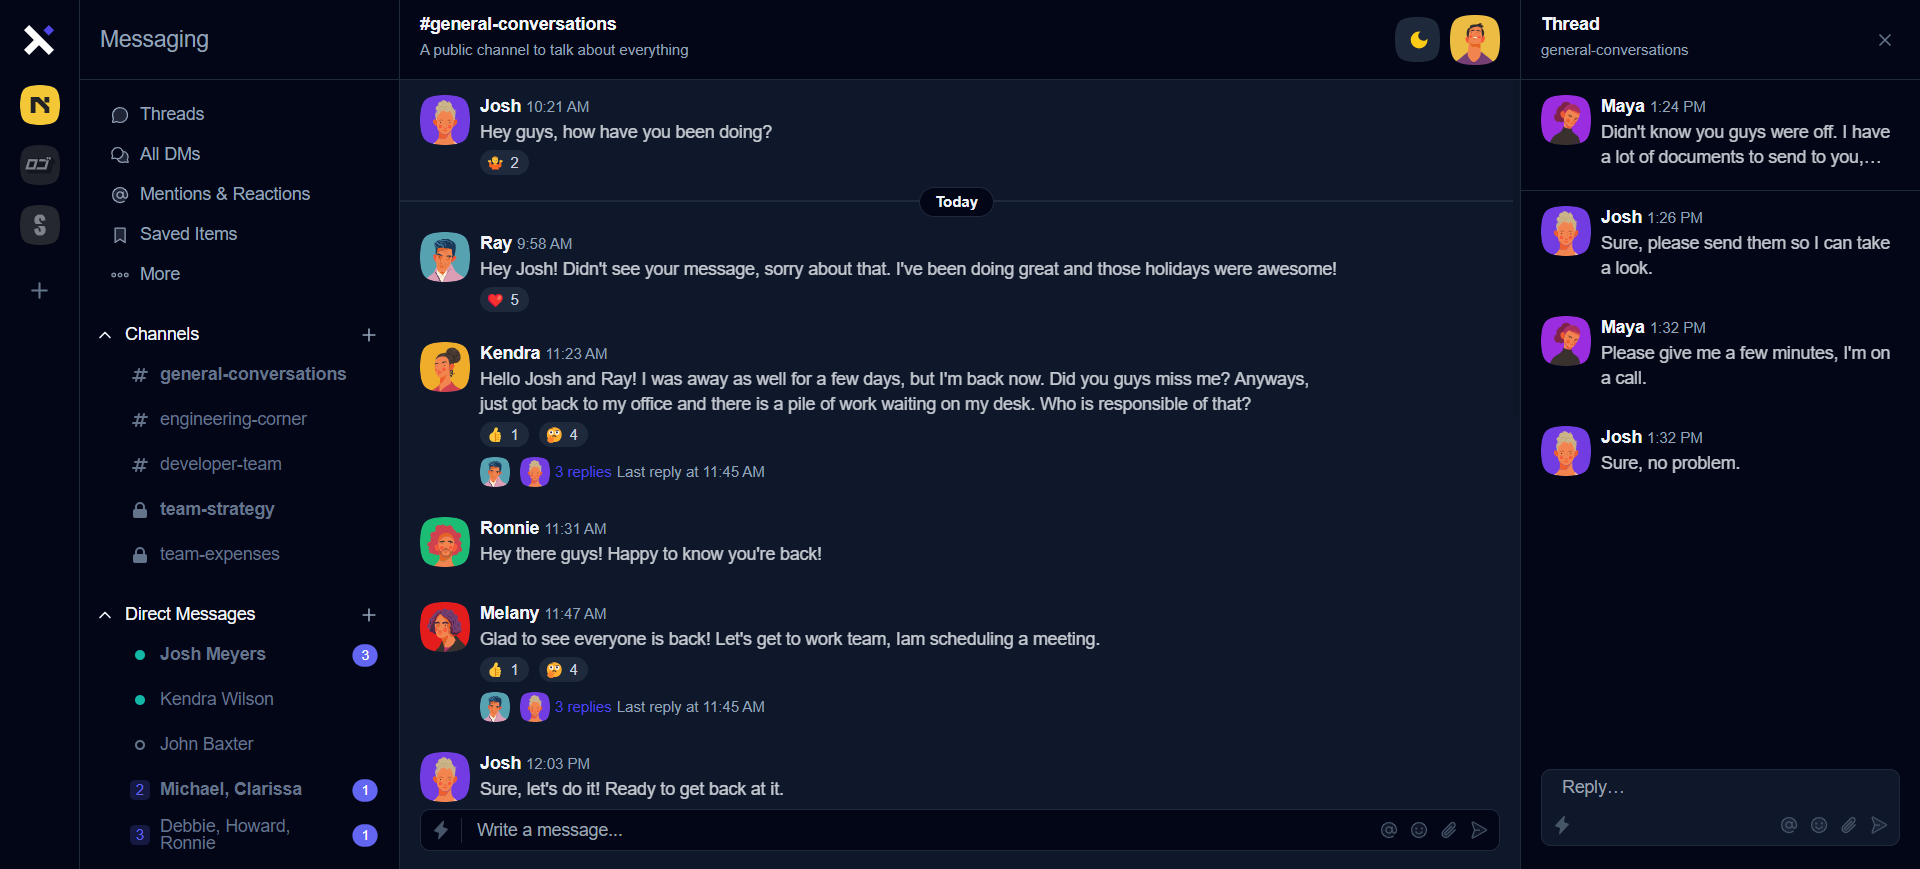 Messaging
Threads
All DMs
Mentions & Reactions
Saved Items
More
Channels
# general-conversations
# engineering-corner
# developer-team
team-strategy
team-expenses
Direct Messages
Josh Meyers 3
Kendra Wilson
John Baxter
2 Michael, Clarissa 1
3 Debbie, Howard,
Ronnie 1
#general-conversations
A public channel to talk about everything
Josh 10:21 AM
Hey guys, how have you been doing?
2
Today
Ray 9:58 AM
Hey Josh! Didn't see your message, sorry about that. I've been doing great and those holidays were awesome!
5
Kendra 11:23 AM
Hello Josh and Ray! I was away as well for a few days, but I'm back now. Did you guys miss me? Anyways,
just got back to my office and there is a pile of work waiting on my desk. Who is responsible of that?
1 4
3 replies Last reply at 11:45 AM
Ronnie 11:31 AM
Hey there guys! Happy to know you're back!
Melany 11:47 AM
Glad to see everyone is back! Let's get to work team, Iam scheduling a meeting.
1 4
3 replies Last reply at 11:45 AM
Josh 12:03 PM
Sure, let's do it! Ready to get back at it.
Write a message...
Thread
general-conversations
Maya 1:24 PM
Didn't know you guys were off. I have
a lot of documents to send to you,…
Josh 1:26 PM
Sure, please send them so I can take
a look.
Maya 1:32 PM
Please give me a few minutes, I'm on
a call.
Josh 1:32 PM
Sure, no problem.
Reply…